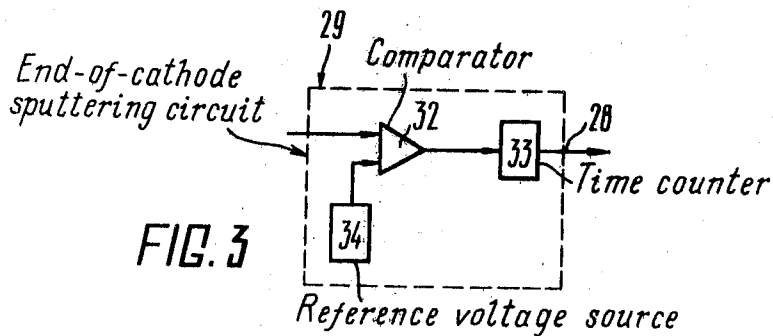 29
Comparator
End-of-cathode
sputtering circuit
32
28
33
Time counter
34
FIG. 3
Reference voltage source